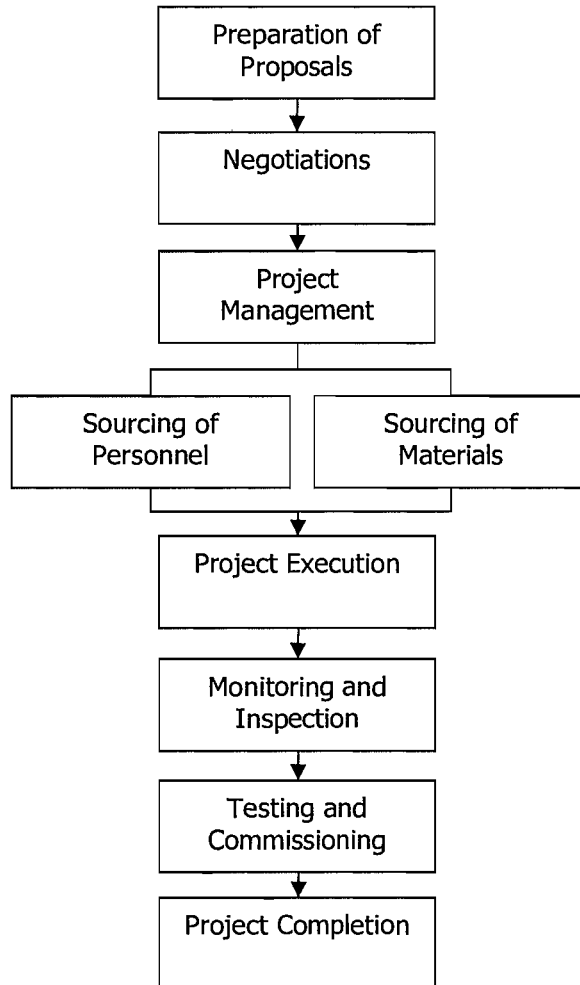 Preparation of
Proposals
Negotiations
Project
Management
Sourcing of
Personnel
Sourcing of
Materials
Project Execution
Monitoring and
Inspection
Testing and
Commissioning
Project Completion